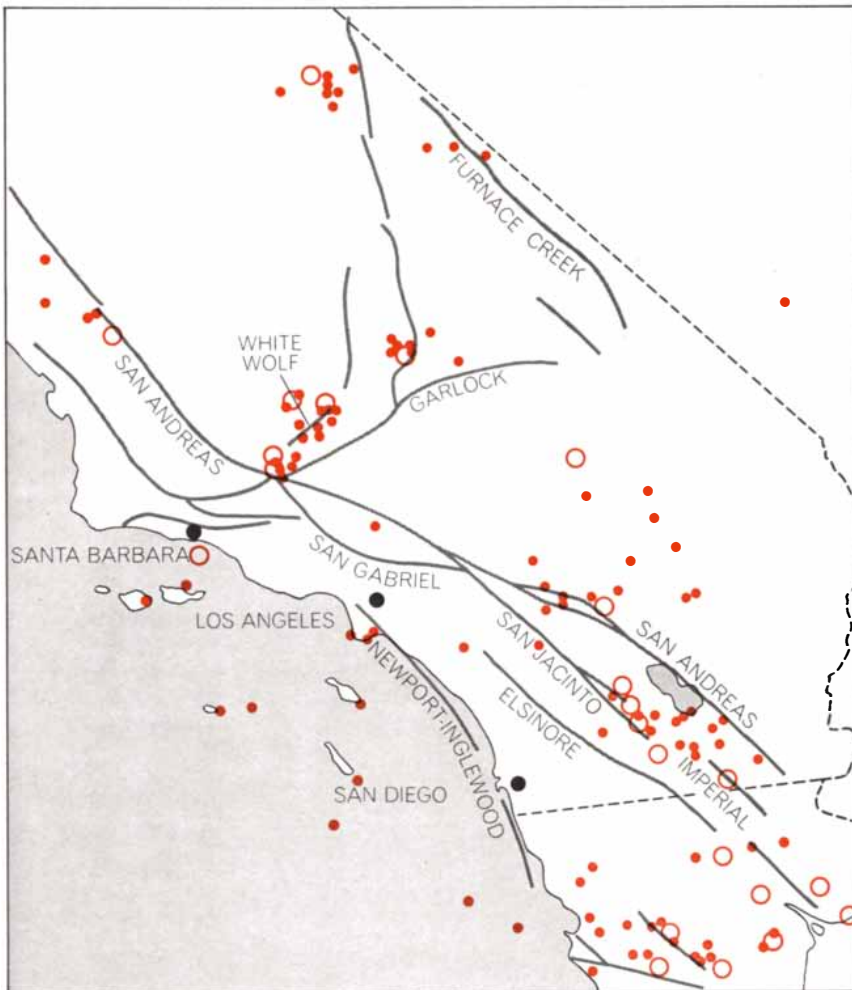 FURNACE CREEK
WHITE
WOLF
SAN ANDREAS
GARLOCK
SANTA BARBARA
SAN GABRIEL
LOS ANGELES
SAN JACINTO
SAN ANDREAS
NEWPORT-INGLEWOOD
ELSINORE
IMPERIAL
SAN DIEGO